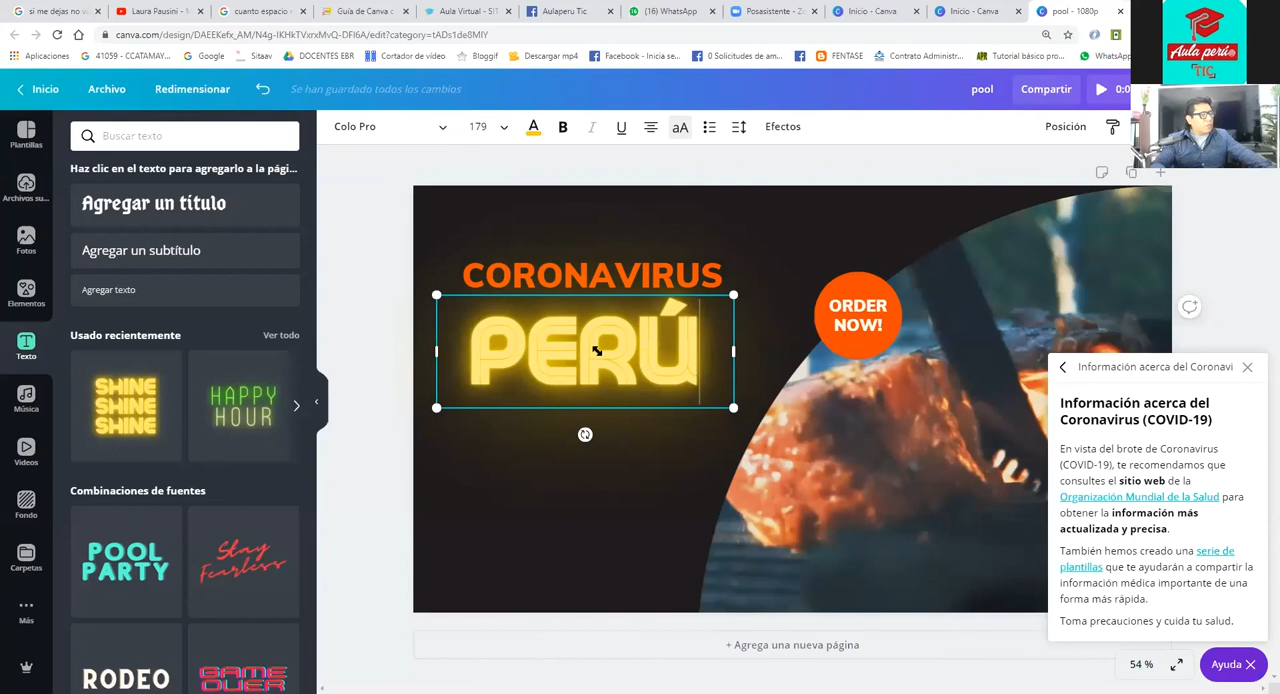 si me dejas no v
Laura Pausini - M
cuanto espacio
Guía de Canva c
Aula Virtual - SI
Aulaperu Tic
(16) WhatsApp
Posasistente: Z
Inicio - Canva
Inicio - Canva
pool - 1080p
canva.com/design/DAEEKefx_AM/N4g-IKHkTVxrxMvQ-DFI6A/edit?category=tADs1de8MIY
Aplicaciones
41059 - CCATAMAY...
Google
Sitaav
DOCENTES EBR
Cortador de vídeo
Bloggif
Descargar mp4
Facebook - Inicia se...
0 Solicitudes de am...
FENTASE
Contrato Administr...
Tutorial básico pro...
WhatsApp
Aula perú
TIC
Inicio
Archivo
Redimensionar
Se han guardado todos los cambios
pool
Compartir
Colo Pro
179
A
B
I
U
aA
Efectos
Posición
Plantillas
Archivos su...
Fotos
Elementos
Texto
Música
Videos
Fondo
Carpetas
Más
Buscar texto
Haz clic en el texto para agregarlo a la pági...
Agregar un título
Agregar un subtítulo
Agregar texto
Usado recientemente
Ver todo
SHINE
SHINE
SHINE
HAPPY
HOUR
Combinaciones de fuentes
POOL
PARTY
Stay
Fearless
RODEO
GAME
OVER
CORONAVIRUS
PERÚ
ORDER
NOW!
+ Agrega una nueva página
Información acerca del Coronavi
Información acerca del
Coronavirus (COVID-19)
En vista del brote de Coronavirus
(COVID-19), te recomendamos que
consultes el sitio web de la
Organización Mundial de la Salud para
obtener la información más
actualizada y precisa.
También hemos creado una serie de
plantillas que te ayudarán a compartir la
información médica importante de una
forma más rápida.
Toma precauciones y cuida tu salud.
54 %
Ayuda